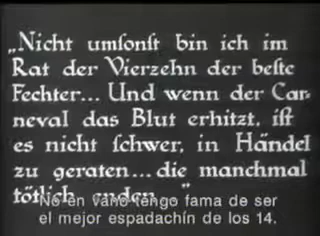 „Nicht umsonst bin ich im
Rat der Vierzehn der beste
Fechter... Und wenn der Car-
neval das Blut erhitzt, ist
es nicht schwer, in Händel
zu geraten... die manchmal
tötlich enden..."
No en vano tengo fama de ser
el mejor espadachín de los 14.